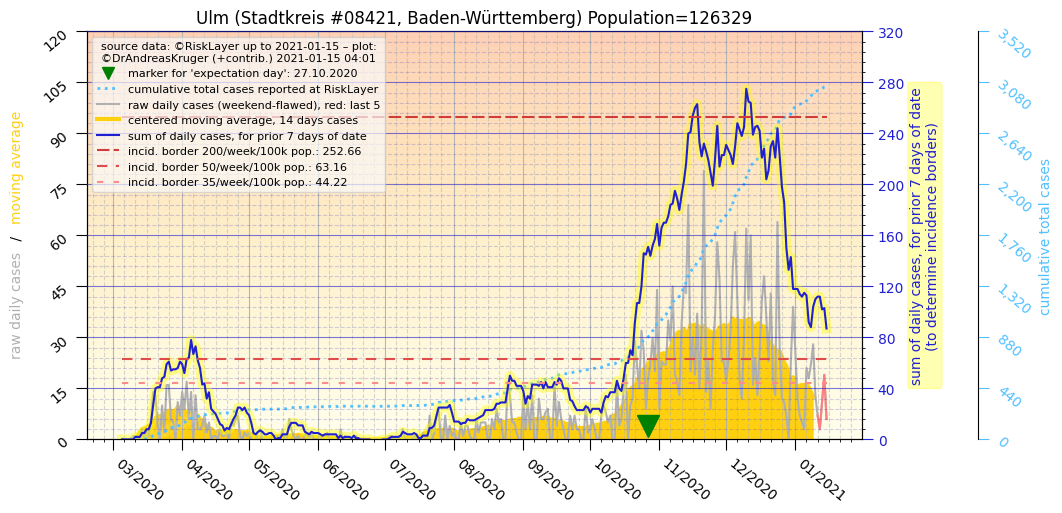 Ulm (Stadtkreis #08421, Baden-Württemberg) Population=126329
source data: ©RiskLayer up to 2021-01-15 – plot:
©DrAndreasKruger (+contrib.) 2021-01-15 04:01
marker for 'expectation day': 27.10.2020
cumulative total cases reported at RiskLayer
raw daily cases (weekend-flawed), red: last 5
centered moving average, 14 days cases
sum of daily cases, for prior 7 days of date
incid. border 200/week/100k pop.: 252.66
incid. border 50/week/100k pop.: 63.16
incid. border 35/week/100k pop.: 44.22
raw daily cases / moving average
120
105
90
75
60
45
30
15
0
03/2020
04/2020
05/2020
06/2020
07/2020
08/2020
09/2020
10/2020
11/2020
12/2020
01/2021
320
280
240
200
160
120
80
40
0
sum of daily cases, for prior 7 days of date
(to determine incidence borders)
3,520
3,080
2,640
2,200
1,760
1,320
880
440
0
cumulative total cases